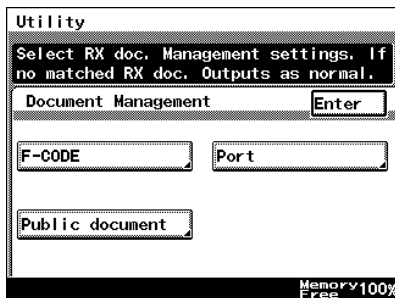 Utility
Select RX doc. Management settings. If
no matched RX doc. Outputs as normal.
Document Management
Enter
F-CODE
Port
Public document
Memory 100%
Free